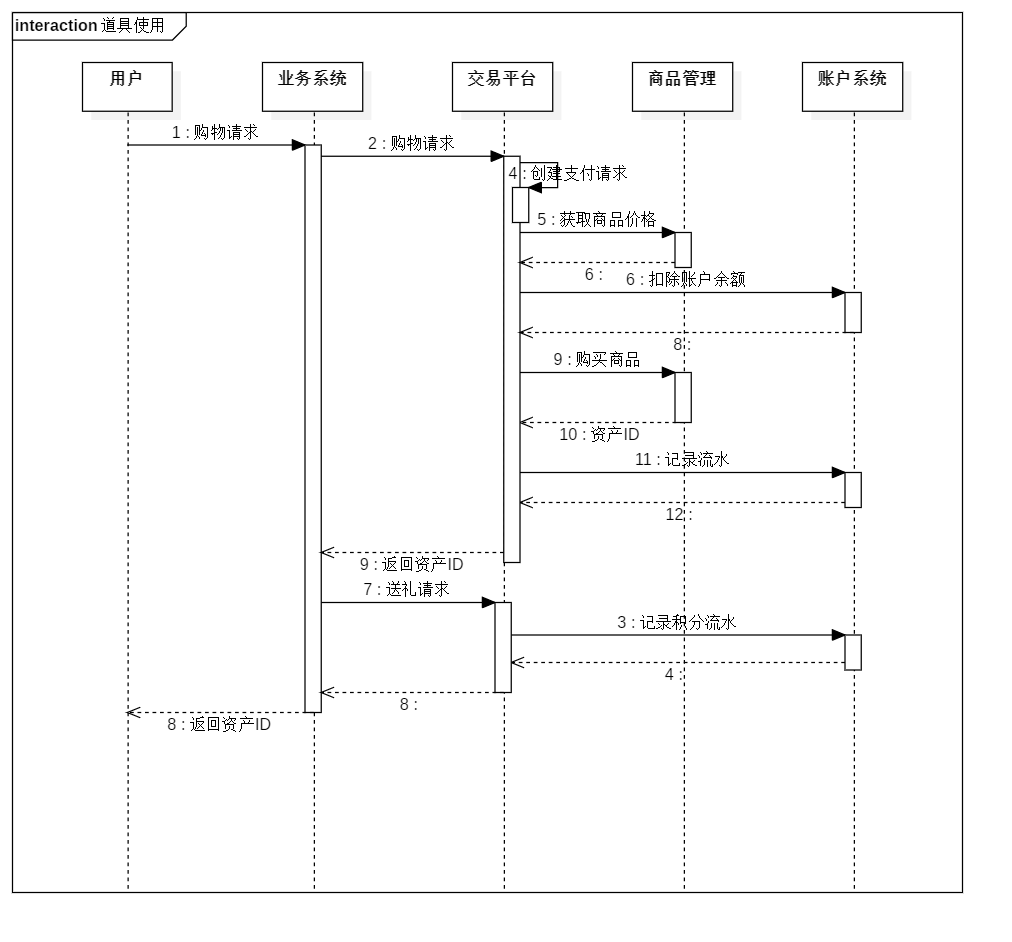 interaction 道具使用
用户
业务系统
交易平台
商品管理
账户系统
1 : 购物请求
2 : 购物请求
4 : 创建支付请求
5 : 获取商品价格
6 :
6 : 扣除账户余额
8 :
9 : 购买商品
10 : 资产ID
11 : 记录流水
12 :
9 : 返回资产ID
7 : 送礼请求
3 : 记录积分流水
4 :
8 :
8 : 返回资产ID